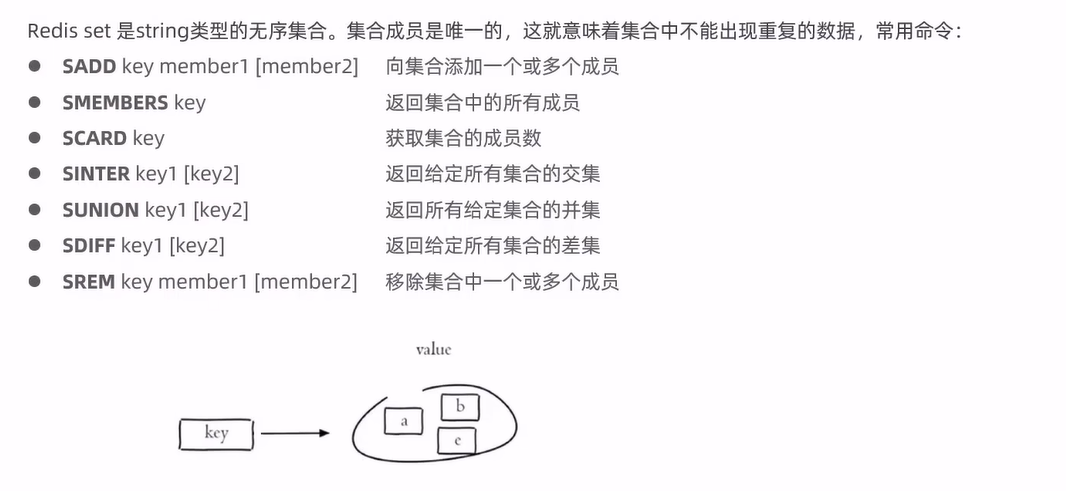 Redis set 是string类型的无序集合。集合成员是唯一的，这就意味着集合中不能出现重复的数据，常用命令：
● SADD key member1 [member2] 向集合添加一个或多个成员
● SMEMBERS key 返回集合中的所有成员
● SCARD key 获取集合的成员数
● SINTER key1 [key2] 返回给定所有集合的交集
● SUNION key1 [key2] 返回所有给定集合的并集
● SDIFF key1 [key2] 返回给定所有集合的差集
● SREM key member1 [member2] 移除集合中一个或多个成员
value
b
a
key
c